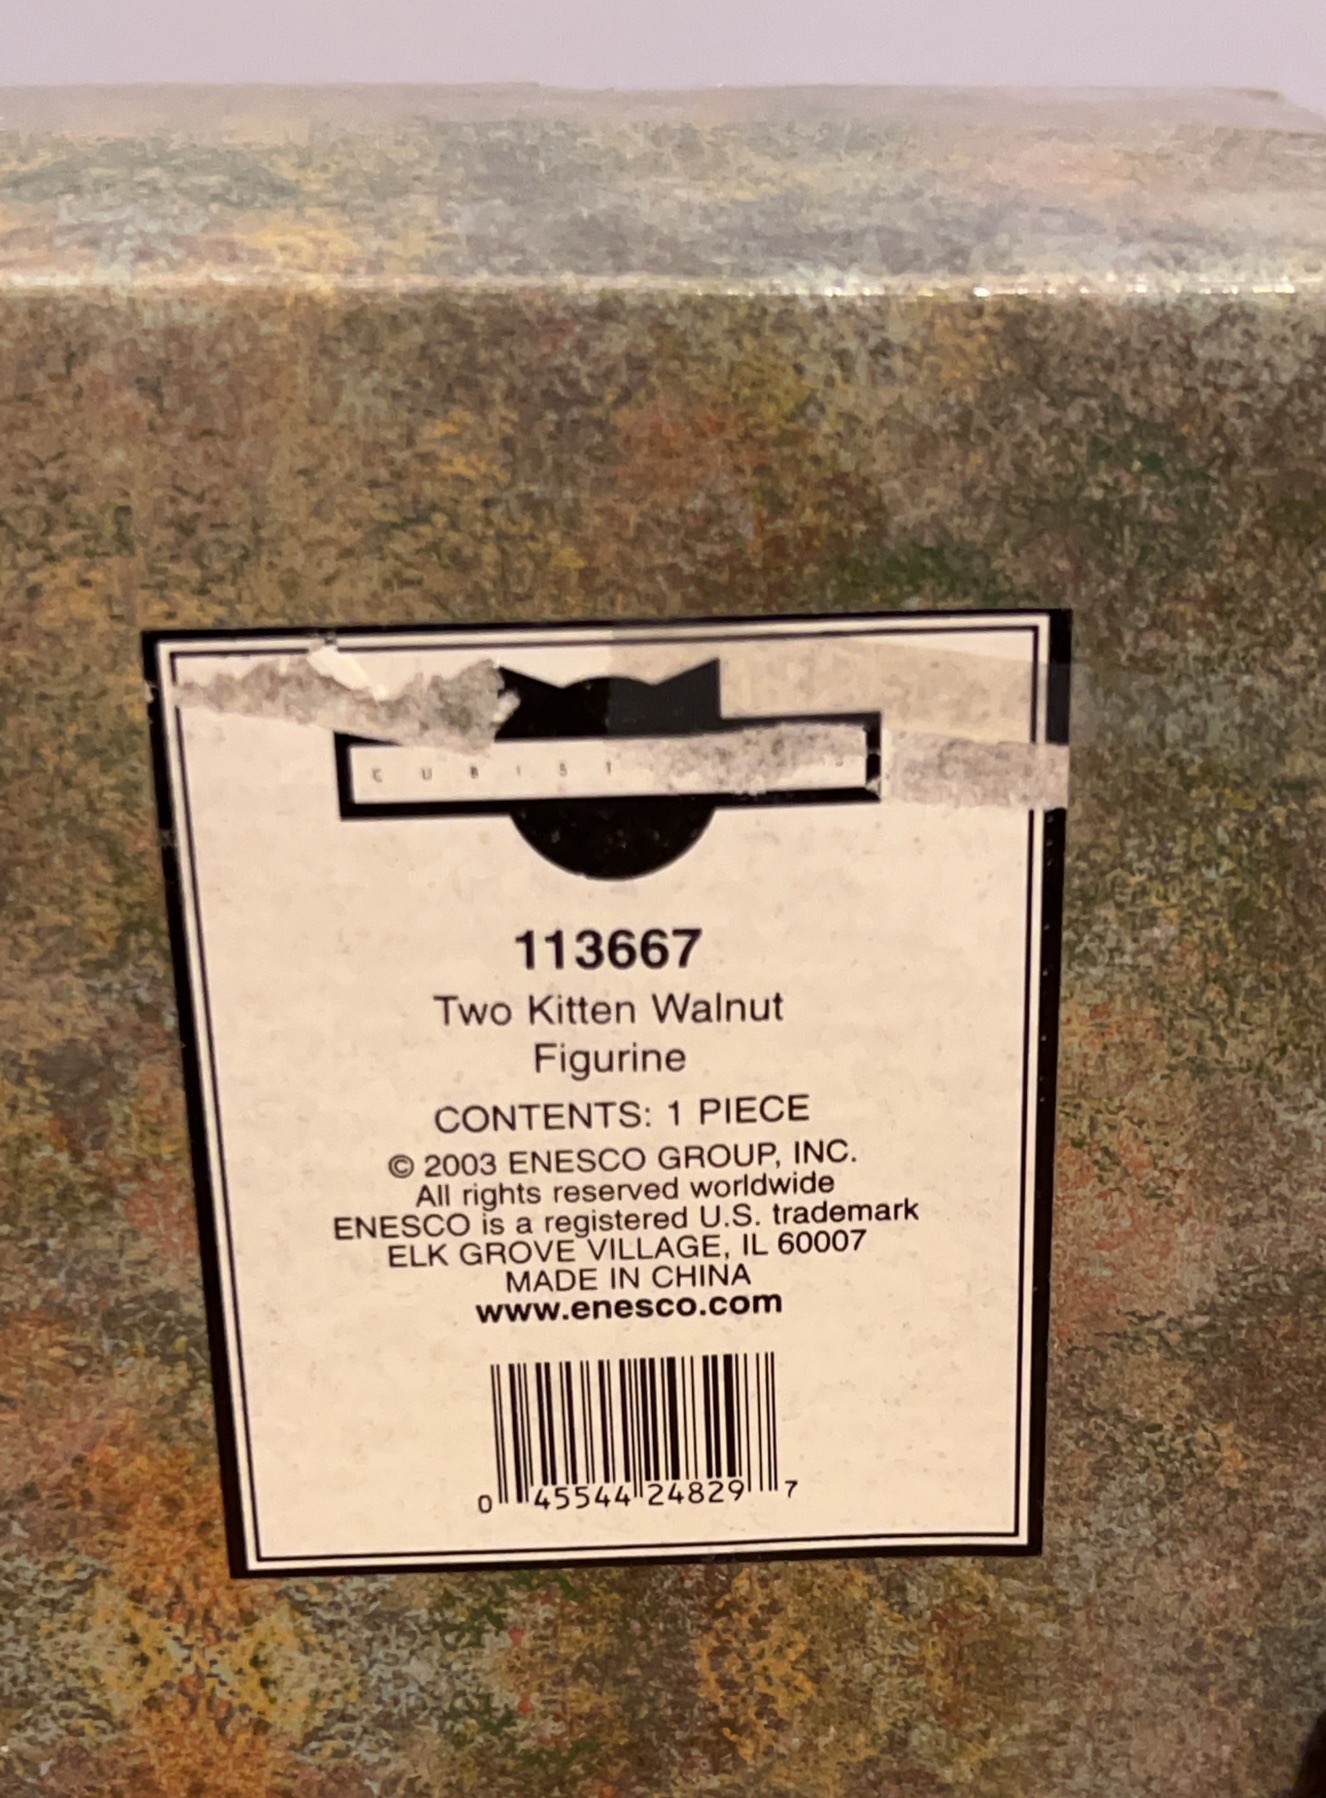 CUBIST
113667
Two Kitten Walnut
Figurine
CONTENTS: 1 PIECE
© 2003 ENESCO GROUP, INC.
All rights reserved worldwide
ENESCO is a registered U.S. trademark
ELK GROVE VILLAGE, IL 60007
MADE IN CHINA
www.enesco.com
0 45544 24829 7